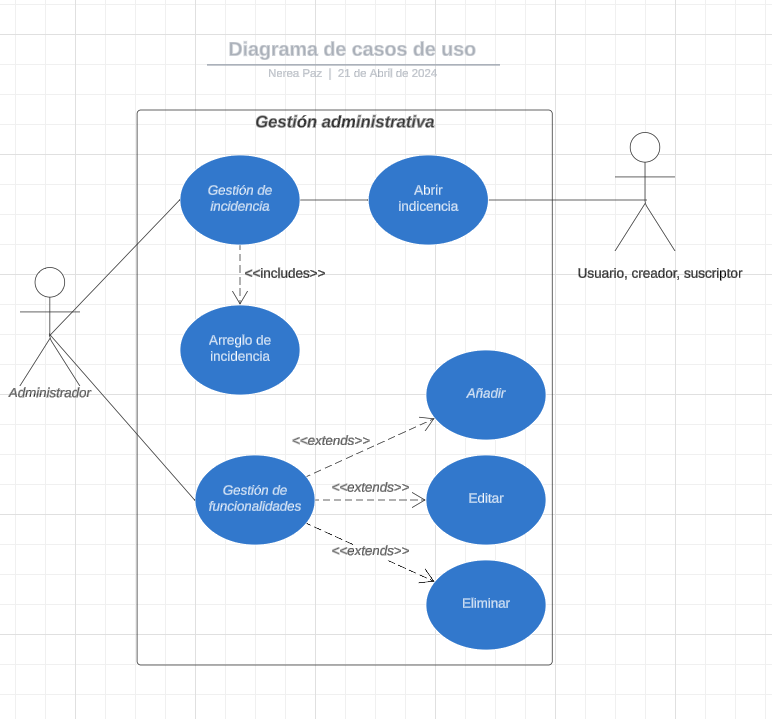 Diagrama de casos de uso
Nerea Paz | 21 de Abril de 2024
Gestión administrativa
Gestión de
incidencia
Abrir
indicencia
<<includes>>
Usuario, creador, suscriptor
Arreglo de
incidencia
Administrador
Añadir
<<extends>>
Gestión de
funcionalidades
<<extends>>
Editar
<<extends>>
Eliminar